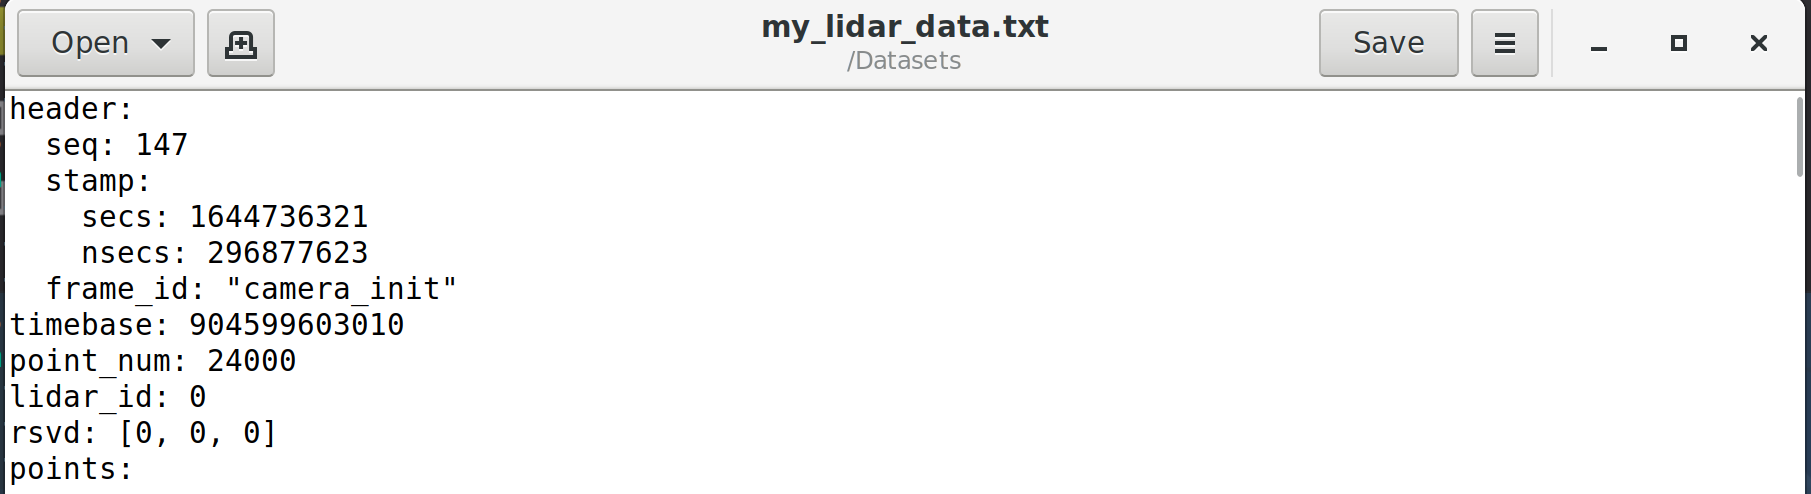 Open
my_lidar_data.txt
/Datasets
Save
header:
  seq: 147
  stamp:
    secs: 1644736321
    nsecs: 296877623
  frame_id: "camera_init"
timebase: 904599603010
point_num: 24000
lidar_id: 0
rsvd: [0, 0, 0]
points: